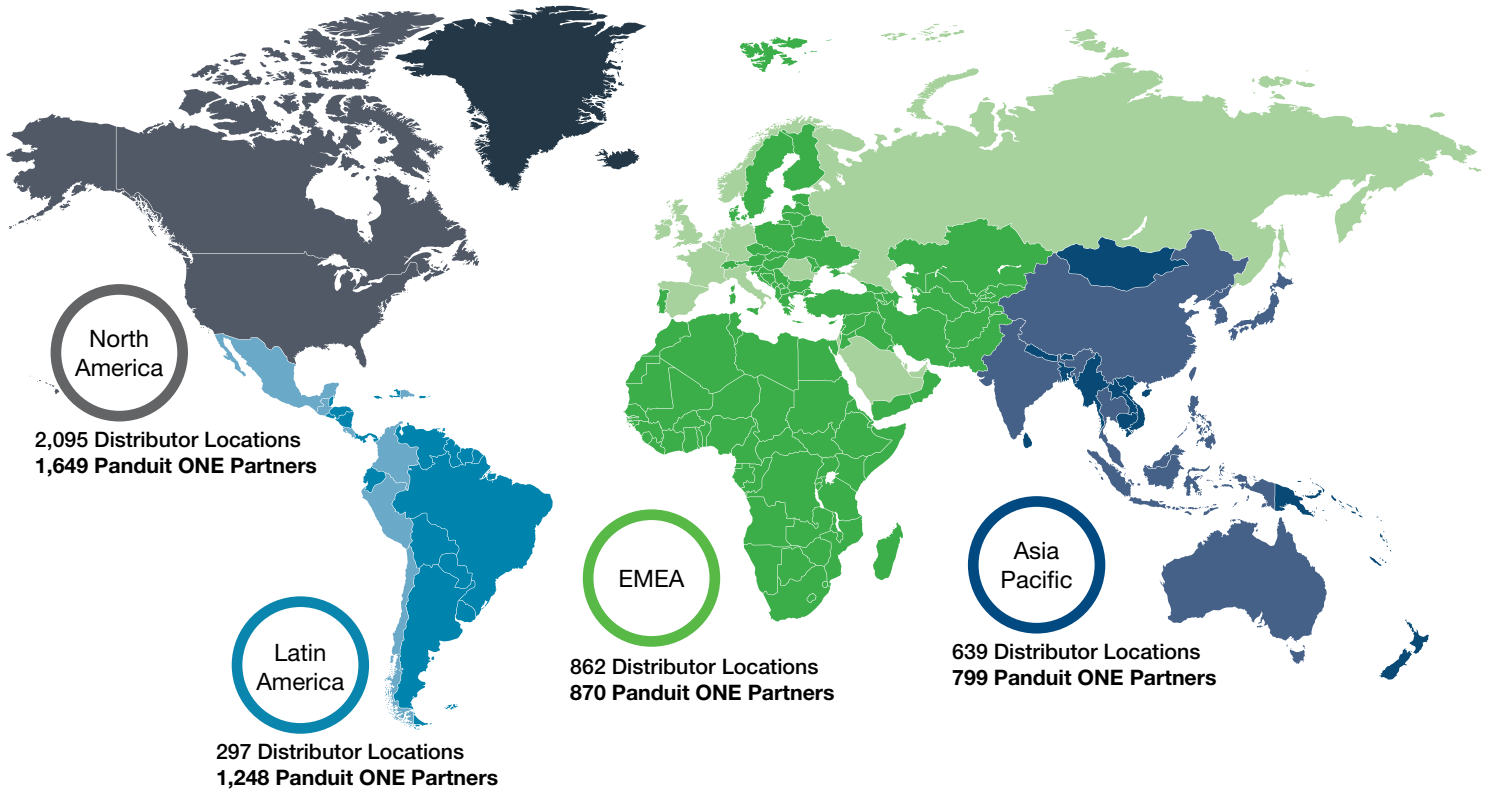 North
America
2,095 Distributor Locations
1,649 Panduit ONE Partners
Latin
America
297 Distributor Locations
1,248 Panduit ONE Partners
EMEA
862 Distributor Locations
870 Panduit ONE Partners
Asia
Pacific
639 Distributor Locations
799 Panduit ONE Partners